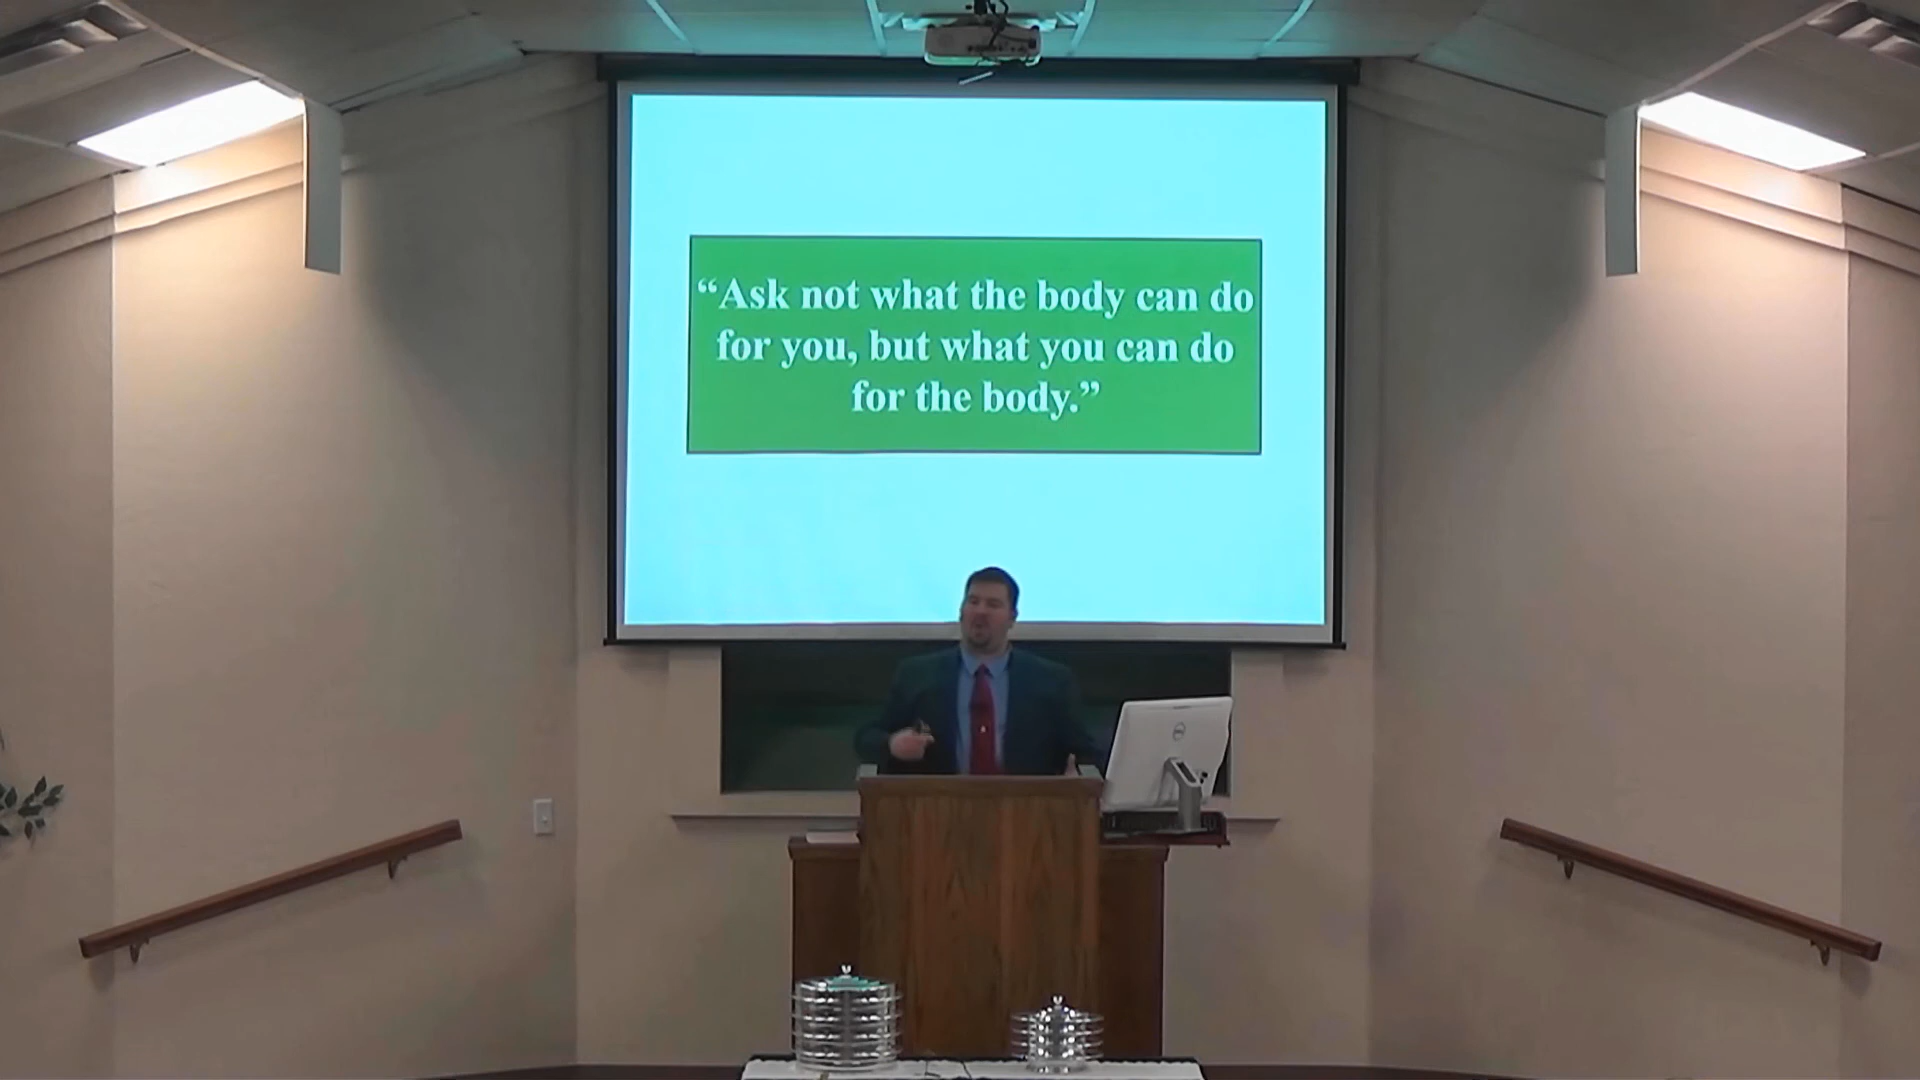 “Ask not what the body can do
for you, but what you can do
for the body.”